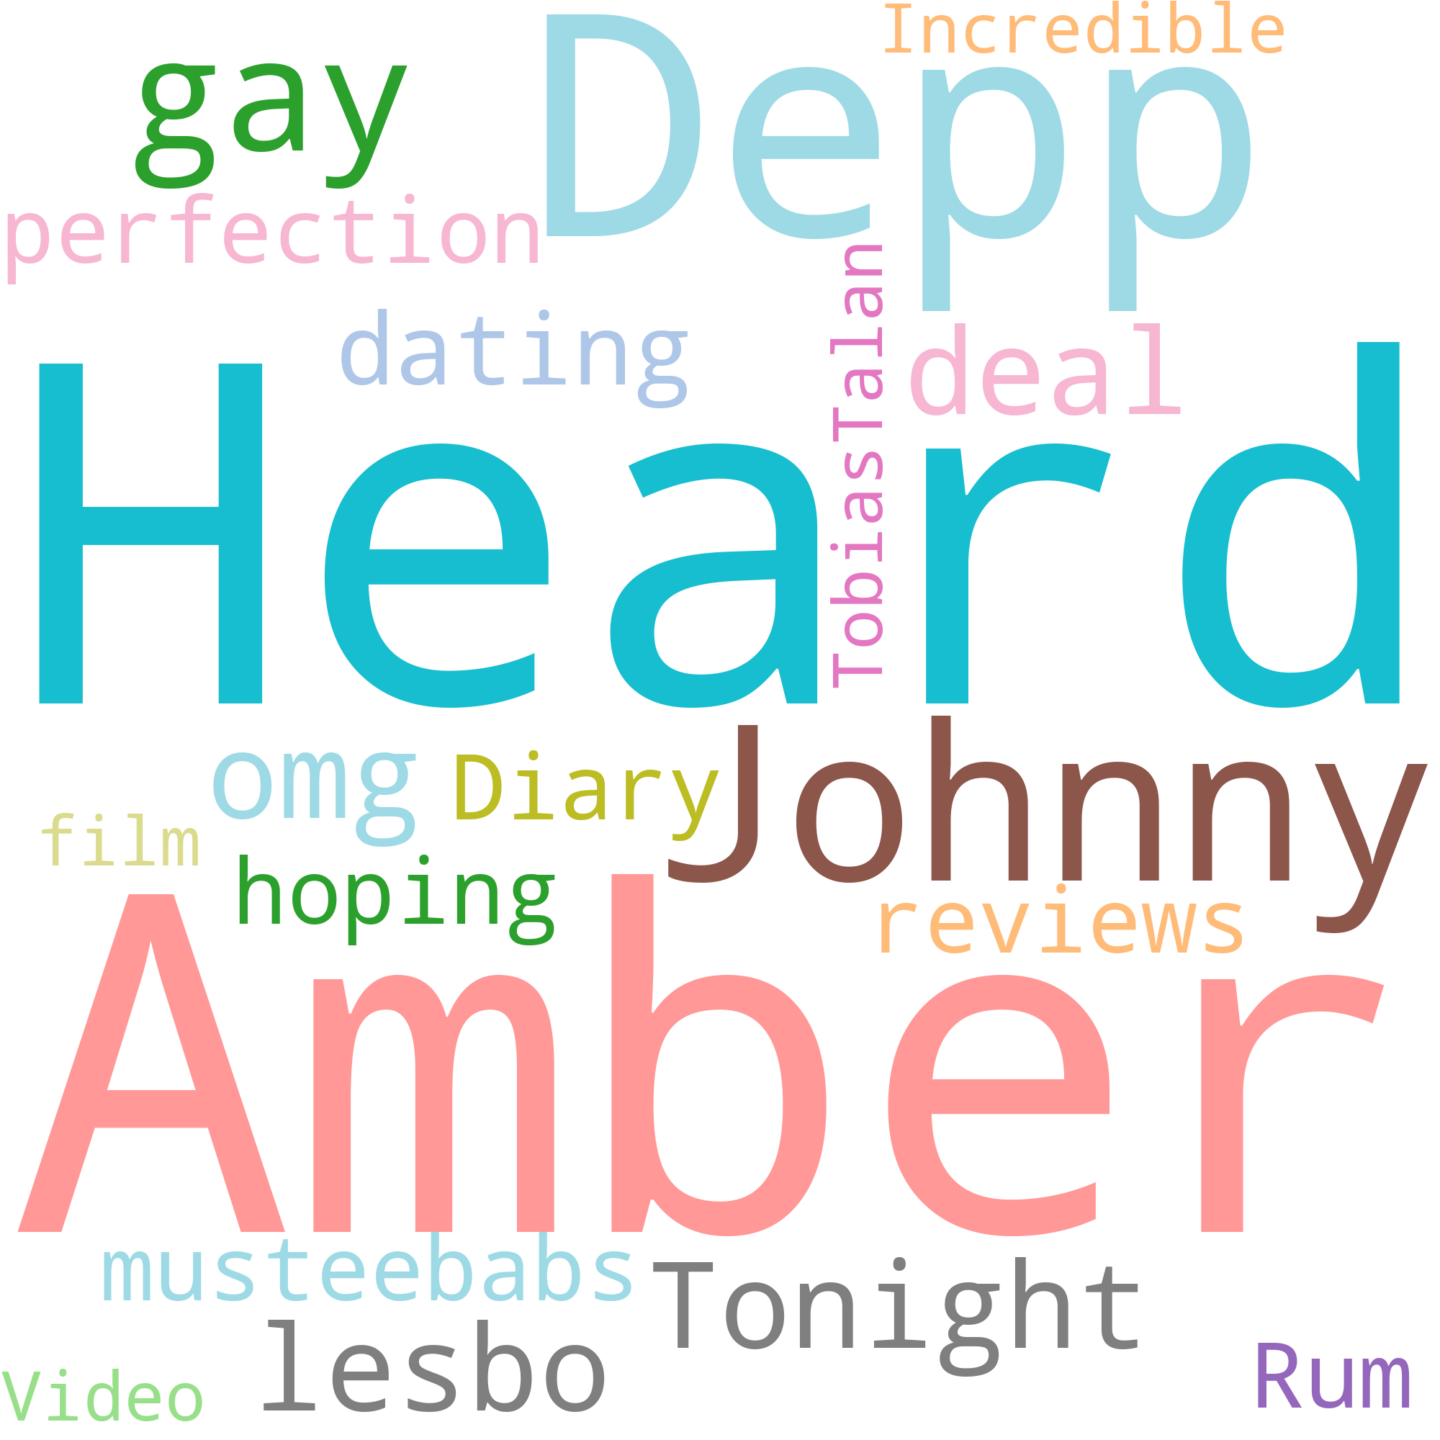 Incredible
gay
Depp
perfection
dating
TobiasTalan
deal
Heard
omg
Diary
Johnny
film
hoping
reviews
Amber
musteebabs
Tonight
lesbo
Video
Rum